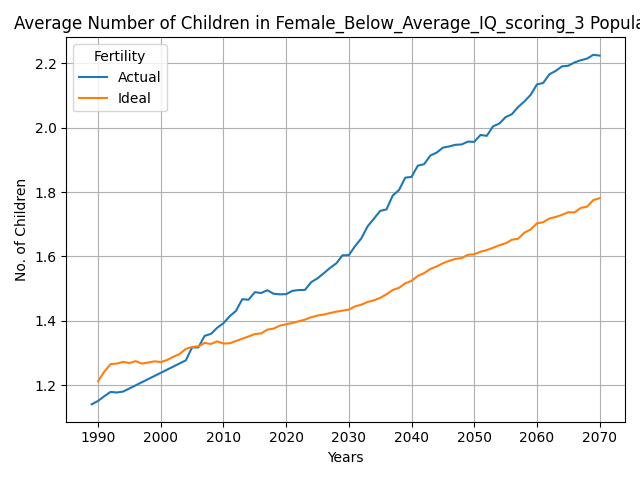 Average Number of Children in Female_Below_Average_IQ_scoring_3 Popula
Fertility
Actual
Ideal
No. of Children
2.2
2.0
1.8
1.6
1.4
1.2
1990 2000 2010 2020 2030 2040 2050 2060 2070
Years